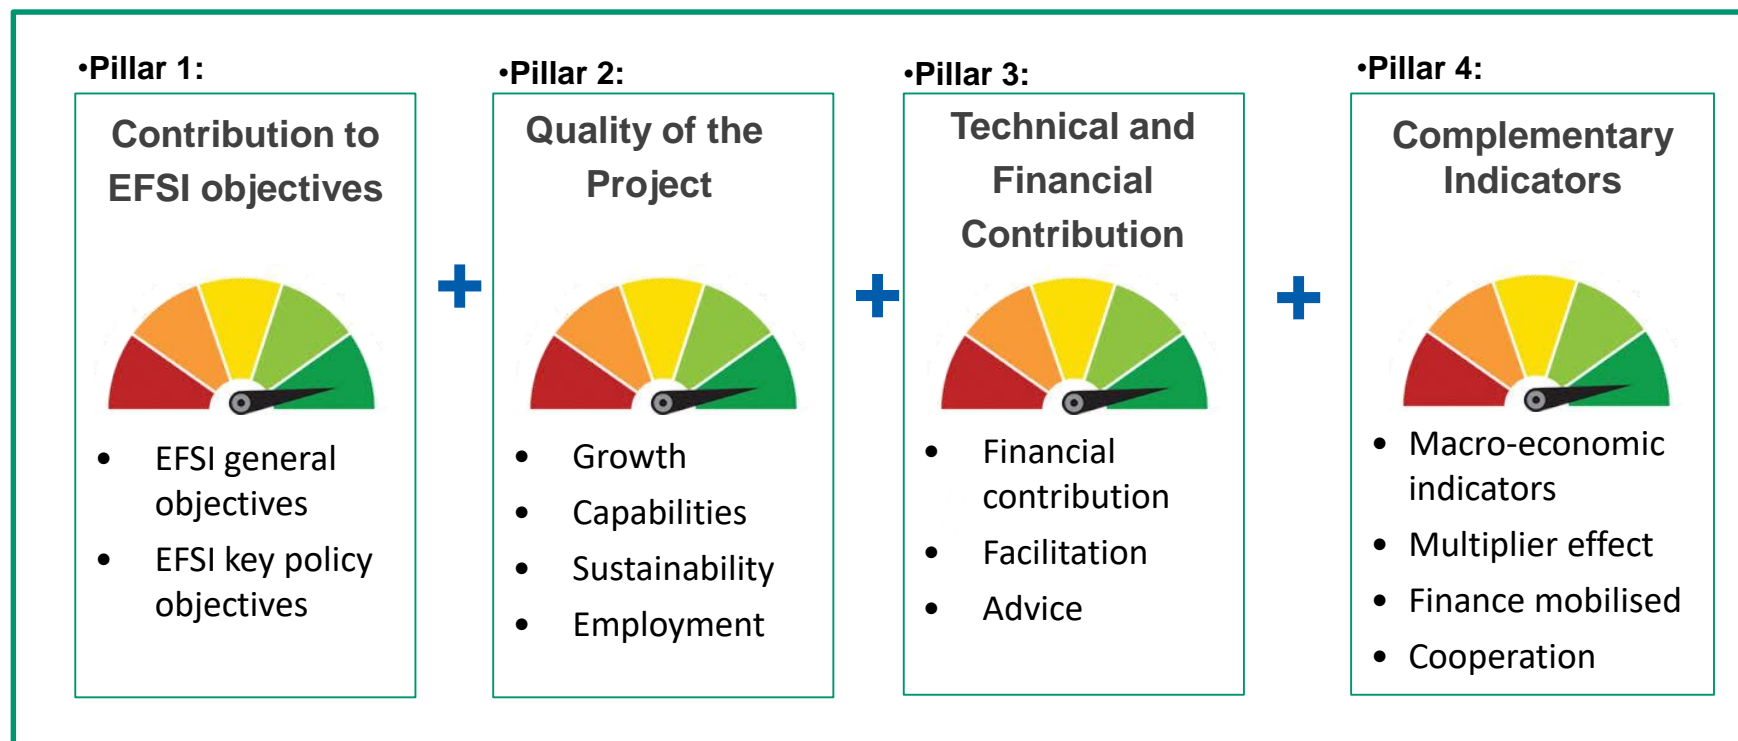 •Pillar 1:
Contribution to
EFSI objectives
• EFSI general
objectives
• EFSI key policy
objectives
•Pillar 2:
Quality of the
Project
• Growth
• Capabilities
• Sustainability
• Employment
•Pillar 3:
Technical and
Financial
Contribution
• Financial
contribution
• Facilitation
• Advice
•Pillar 4:
Complementary
Indicators
• Macro-economic
indicators
• Multiplier effect
• Finance mobilised
• Cooperation